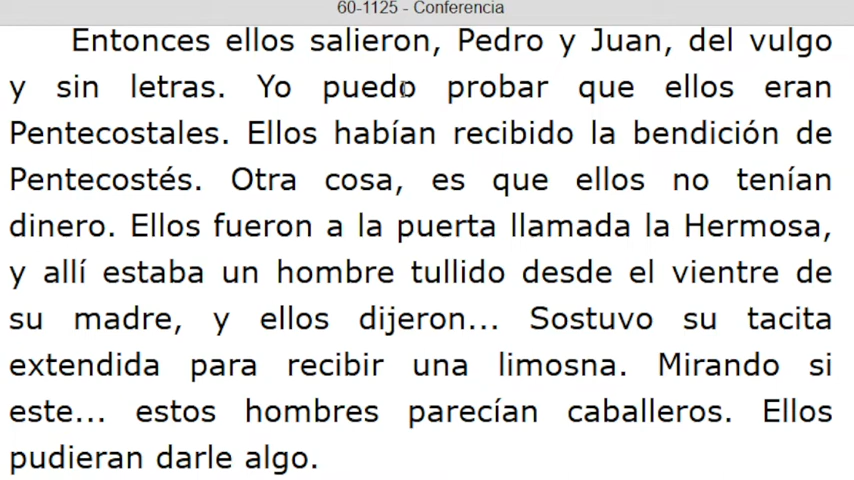 60-1125 - Conferencia
Entonces ellos salieron, Pedro y Juan, del vulgo
y sin letras. Yo puedo probar que ellos eran
Pentecostales. Ellos habían recibido la bendición de
Pentecostés. Otra cosa, es que ellos no tenían
dinero. Ellos fueron a la puerta llamada la Hermosa,
y allí estaba un hombre tullido desde el vientre de
su madre, y ellos dijeron... Sostuvo su tacita
extendida para recibir una limosna. Mirando si
este... estos hombres parecían caballeros. Ellos
pudieran darle algo.